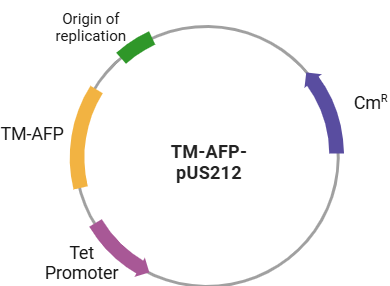 Origin of
replication
CmR
TM-AFP
TM-AFP-
pUS212
Tet
Promoter